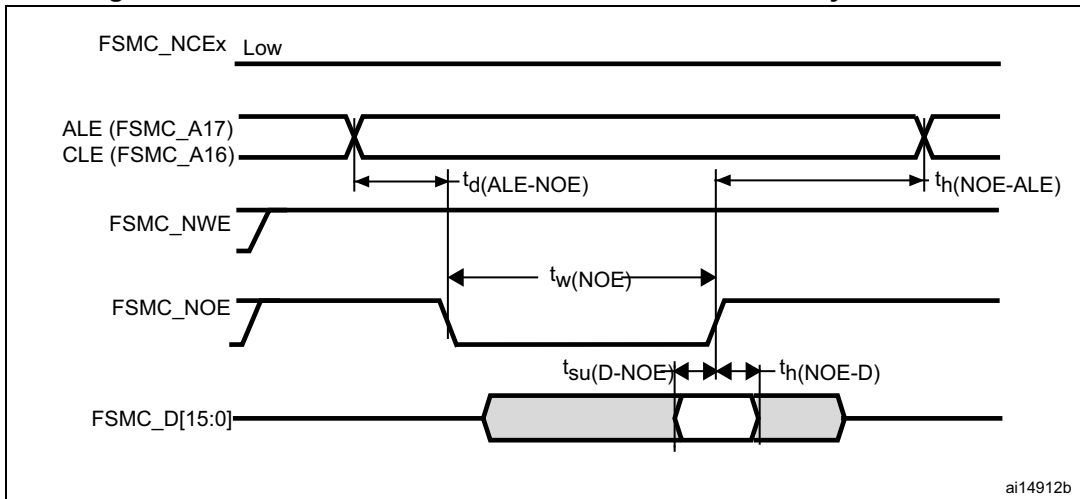 FSMC_NCEx Low
ALE (FSMC_A17)
CLE (FSMC_A16)
td(ALE-NOE)
th(NOE-ALE)
FSMC_NWE
tw(NOE)
FSMC_NOE
tsu(D-NOE)
th(NOE-D)
FSMC_D[15:0]
ai14912b